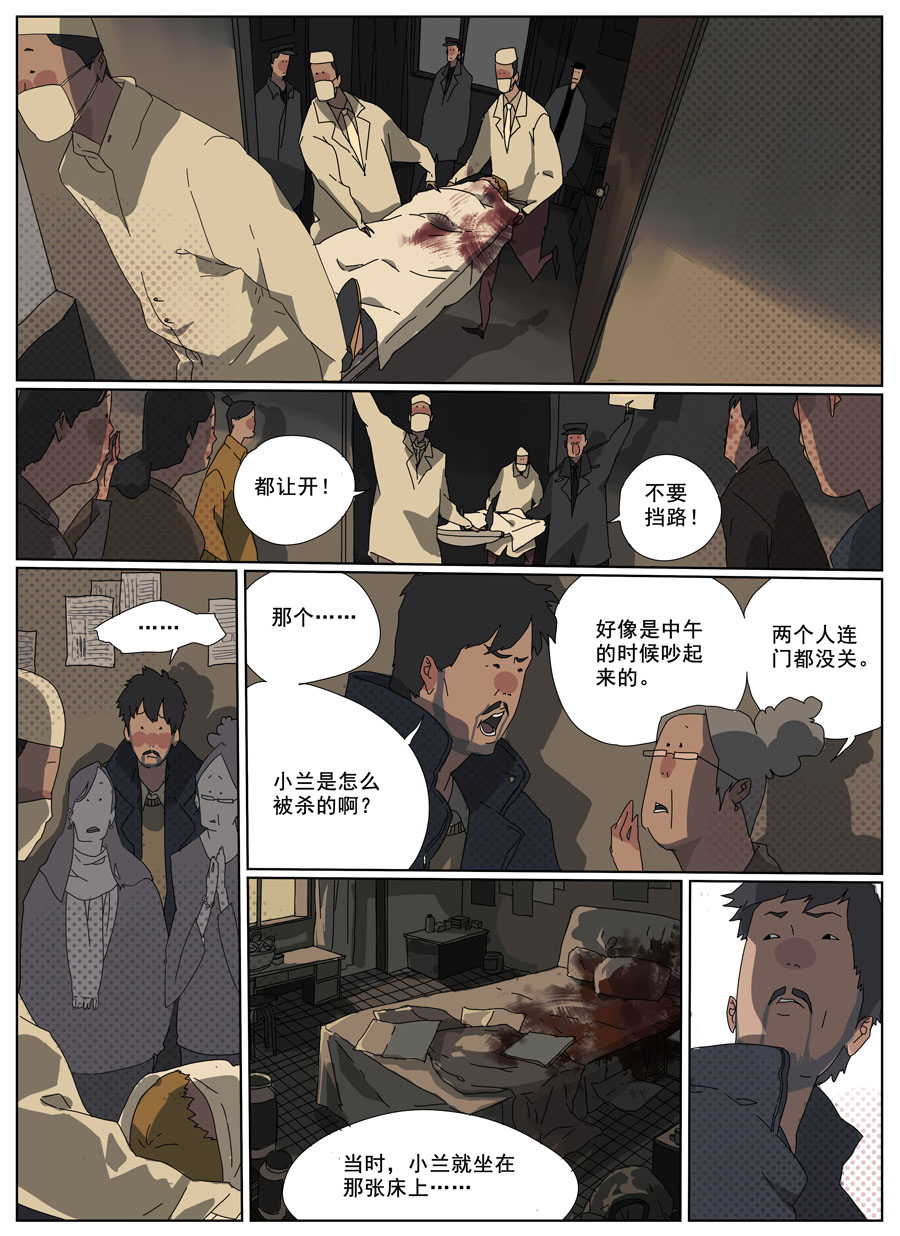 都让开！
不要
挡路！
……
那个……
小兰是怎么
被杀的啊？
好像是中午
的时候吵起
来的。
两个人连
门都没关。
当时，小兰就坐在
那张床上……